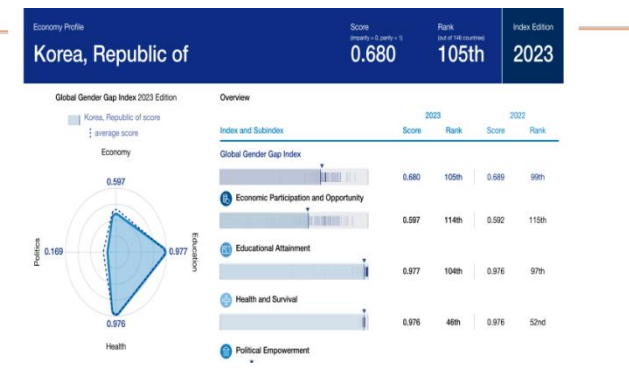 Economy Profile
Korea, Republic of
Score
(imparity = 0, parity = 1)
0.680
Rank
(out of 146 countries)
105th
Index Edition
2023
Global Gender Gap Index 2023 Edition
Korea, Republic of score
average score
Economy
0.597
Politics
0.169
0.977
Education
0.976
Health
Overview
2023 2022
Index and Subindex Score Rank Score Rank
Global Gender Gap Index
0.680 105th 0.689 99th
Economic Participation and Opportunity
0.597 114th 0.592 115th
Educational Attainment
0.977 104th 0.976 97th
Health and Survival
0.976 46th 0.976 52nd
Political Empowerment